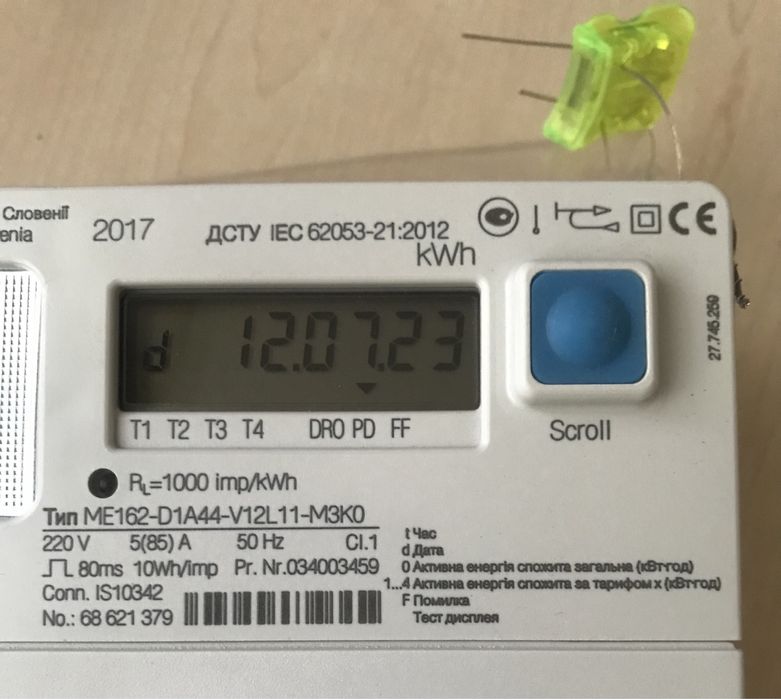 Словенії
enia
2017
ДСТУ IEC 62053-21:2012
CE
kWh
d 12.07.23
T1 T2 T3 T4 DRO PD FF
Scroll
27.745.259
RL=1000 imp/kWh
Тип ME162-D1A44-V12L11-M3K0
220 V 5(85) A 50 Hz Cl.1
80ms 10Wh/imp Pr. Nr.034003459
Conn. IS10342
No.: 68 621 379
t Час
d Дата
0 Активна енергія спожита загальна (кВт·год)
1...4 Активна енергія спожита за тарифом x (кВт·год)
F Помилка
Тест дисплея